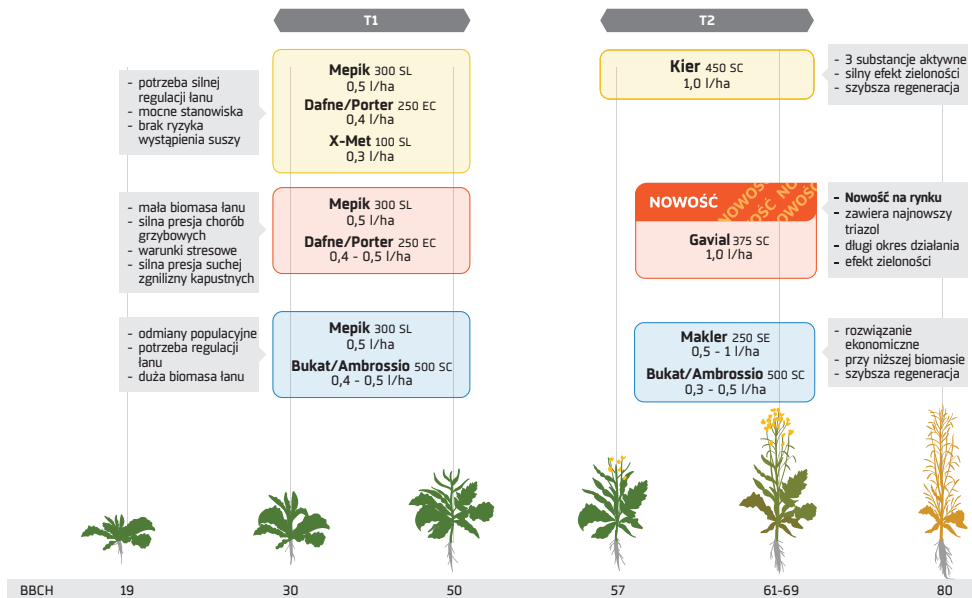 T1
T2
- potrzeba silnej
regulacji łanu
- mocne stanowiska
- brak ryzyka
wystąpienia suszy
Mepik 300 SL
0,5 l/ha
Dafne/Porter 250 EC
0,4 l/ha
X-Met 100 SL
0,3 l/ha
Kier 450 SC
1,0 l/ha
- 3 substancje aktywne
- silny efekt zieloności
- szybsza regeneracja
- mała biomasa łanu
- silna presja chorób
grzybowych
- warunki stresowe
- silna presja suchej
zgnilizny kapustnych
Mepik 300 SL
0,5 l/ha
Dafne/Porter 250 EC
0,4 - 0,5 l/ha
NOWOŚĆ
NOWOŚĆ NOWOŚĆ NOWOŚĆ
Gavial 375 SC
1,0 l/ha
- Nowość na rynku
- zawiera najnowszy
triazol
- długi okres działania
- efekt zieloności
- odmiany populacyjne
- potrzeba regulacji
łanu
- duża biomasa łanu
Mepik 300 SL
0,5 l/ha
Bukat/Ambrossio 500 SC
0,4 - 0,5 l/ha
Makler 250 SE
0,5 - 1 l/ha
Bukat/Ambrossio 500 SC
0,3 - 0,5 l/ha
- rozwiązanie
ekonomiczne
- przy niższej biomasie
- szybsza regeneracja
BBCH 19 30 50 57 61-69 80